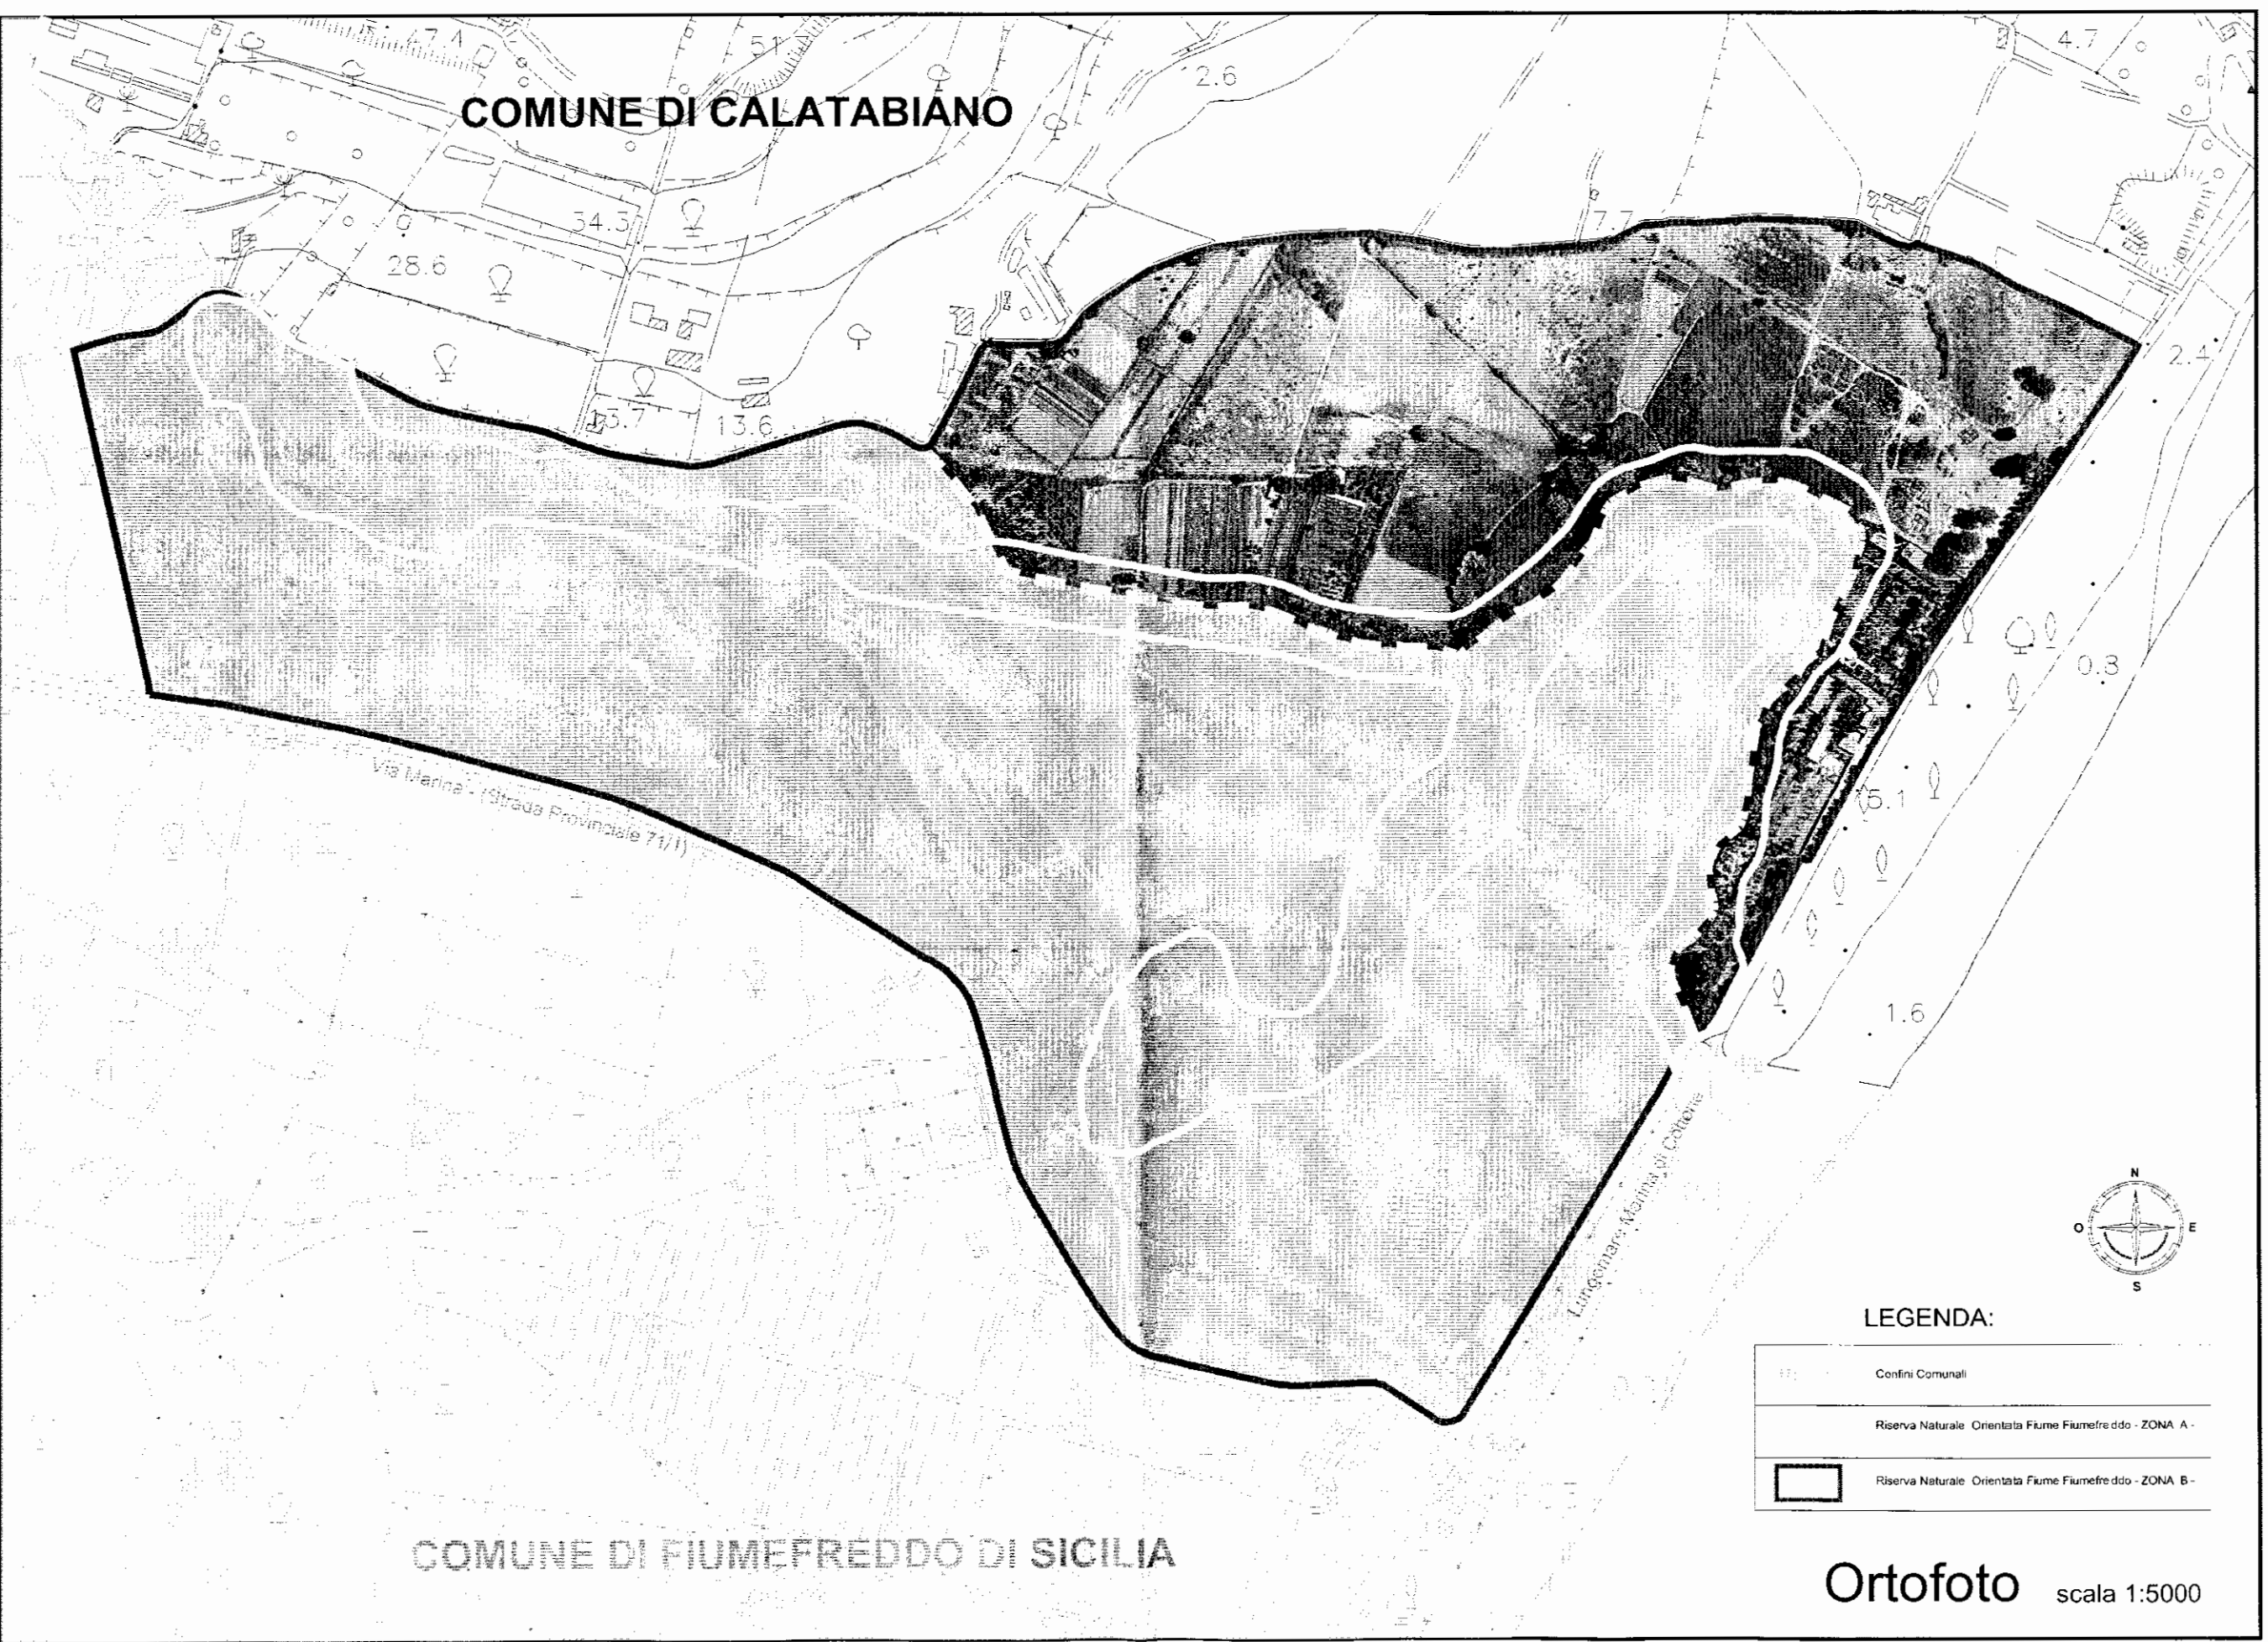 47.4
51
4.7
2.6
COMUNE DI CALATABIANO
34.3
7.7
28.6
2.4
13.7
13.6
0.3
Via Marina - (Strada Provinciale 71/I)
5.1
1.6
Lungomare Marina di Cottone
N
O
E
S
LEGENDA:
Confini Comunali
Riserva Naturale Orientata Fiume Fiumefreddo - ZONA A -
Riserva Naturale Orientata Fiume Fiumefreddo - ZONA B -
COMUNE DI FIUMEFREDDO DI SICILIA
Ortofoto scala 1:5000